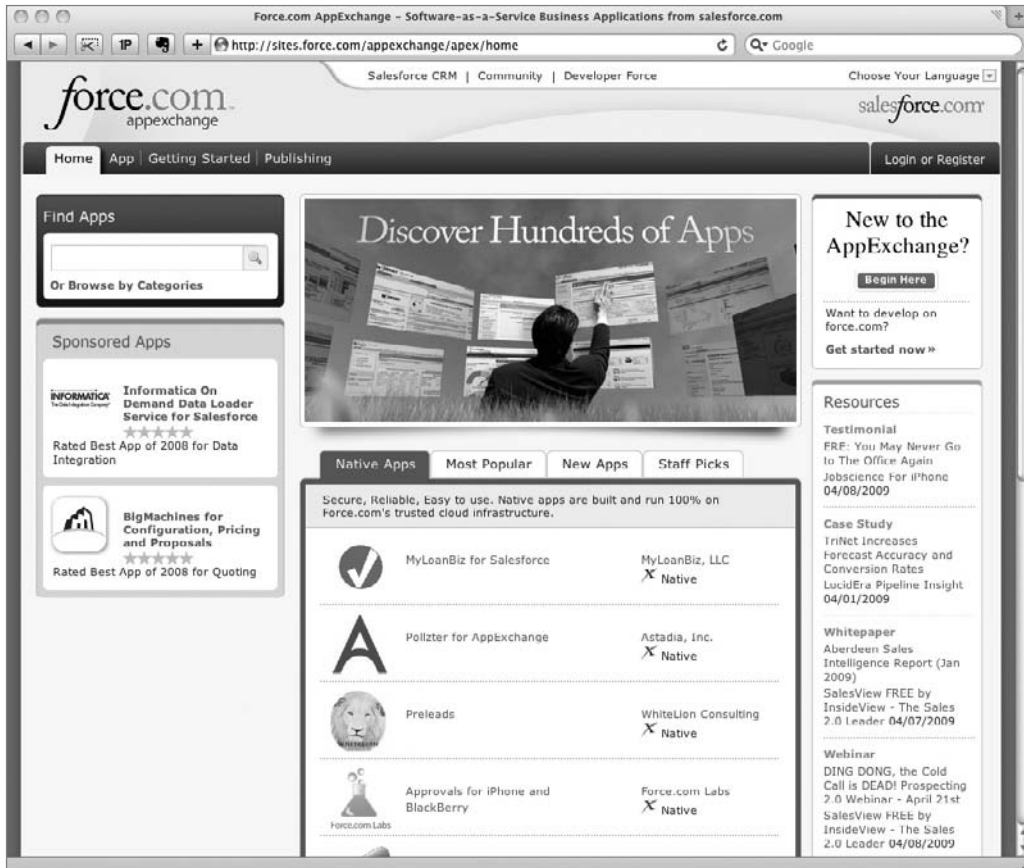 Force.com AppExchange – Software-as-a-Service Business Applications from salesforce.com
1P
http://sites.force.com/appexchange/apex/home
Google
Salesforce CRM | Community | Developer Force
Choose Your Language
force.com
appexchange
salesforce.com
Home
App
Getting Started
Publishing
Login or Register
Find Apps
Or Browse by Categories
Sponsored Apps
INFORMATICA
The Data Integration Company
Informatica On
Demand Data Loader
Service for Salesforce
Rated Best App of 2008 for Data
Integration
BigMachines for
Configuration, Pricing
and Proposals
Rated Best App of 2008 for Quoting
Discover Hundreds of Apps
Native Apps
Most Popular
New Apps
Staff Picks
Secure, Reliable, Easy to use. Native apps are built and run 100% on
Force.com's trusted cloud infrastructure.
MyLoanBiz for Salesforce
MyLoanBiz, LLC
Native
Pollzter for AppExchange
Astadia, Inc.
Native
WHITELION
Preleads
WhiteLion Consulting
Native
Force.com Labs
Approvals for iPhone and
BlackBerry
Force.com Labs
Native
New to the
AppExchange?
Begin Here
Want to develop on
force.com?
Get started now »
Resources
Testimonial
ERE: You May Never Go
to The Office Again
Jobscience For iPhone
04/08/2009
Case Study
TriNet Increases
Forecast Accuracy and
Conversion Rates
LucidEra Pipeline Insight
04/01/2009
Whitepaper
Aberdeen Sales
Intelligence Report (Jan
2009)
SalesView FREE by
InsideView - The Sales
2.0 Leader 04/07/2009
Webinar
DING DONG, the Cold
Call is DEAD! Prospecting
2.0 Webinar - April 21st
SalesView FREE by
InsideView - The Sales
2.0 Leader 04/08/2009